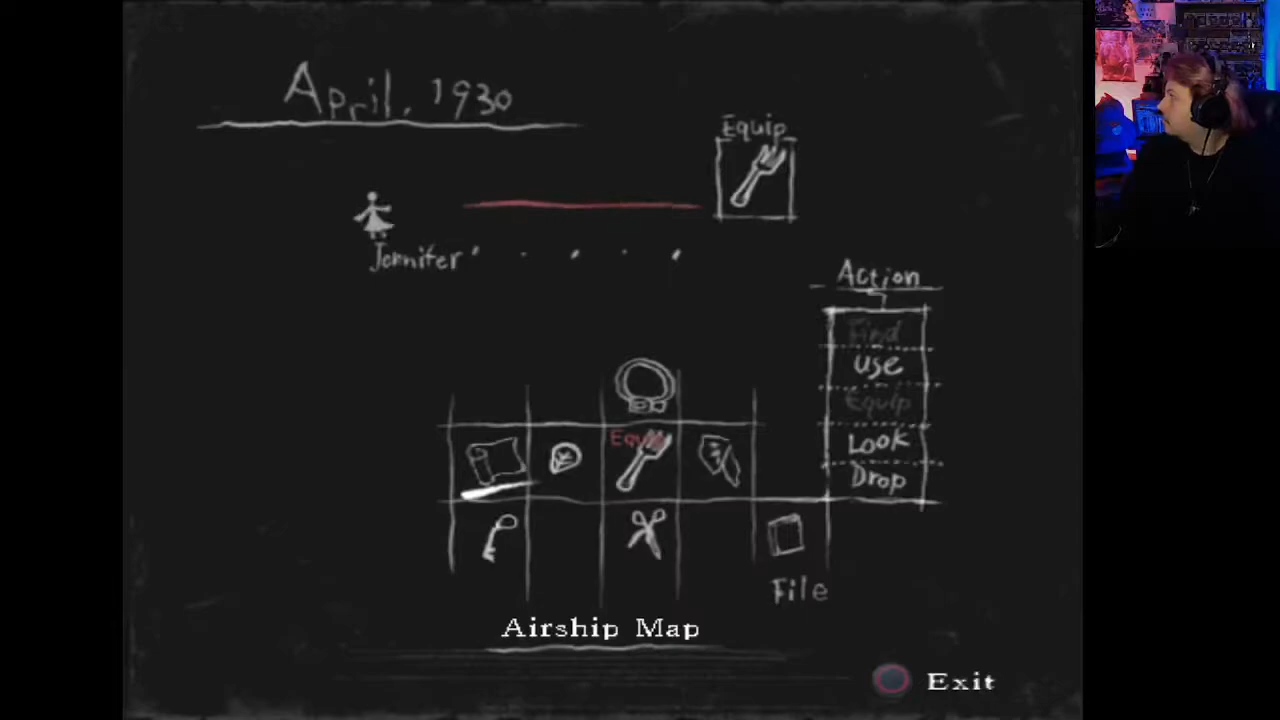 April, 1930
Equip
Jennifer
Action
Find
use
Equip
Look
Drop
Equip
File
Airship Map
Exit